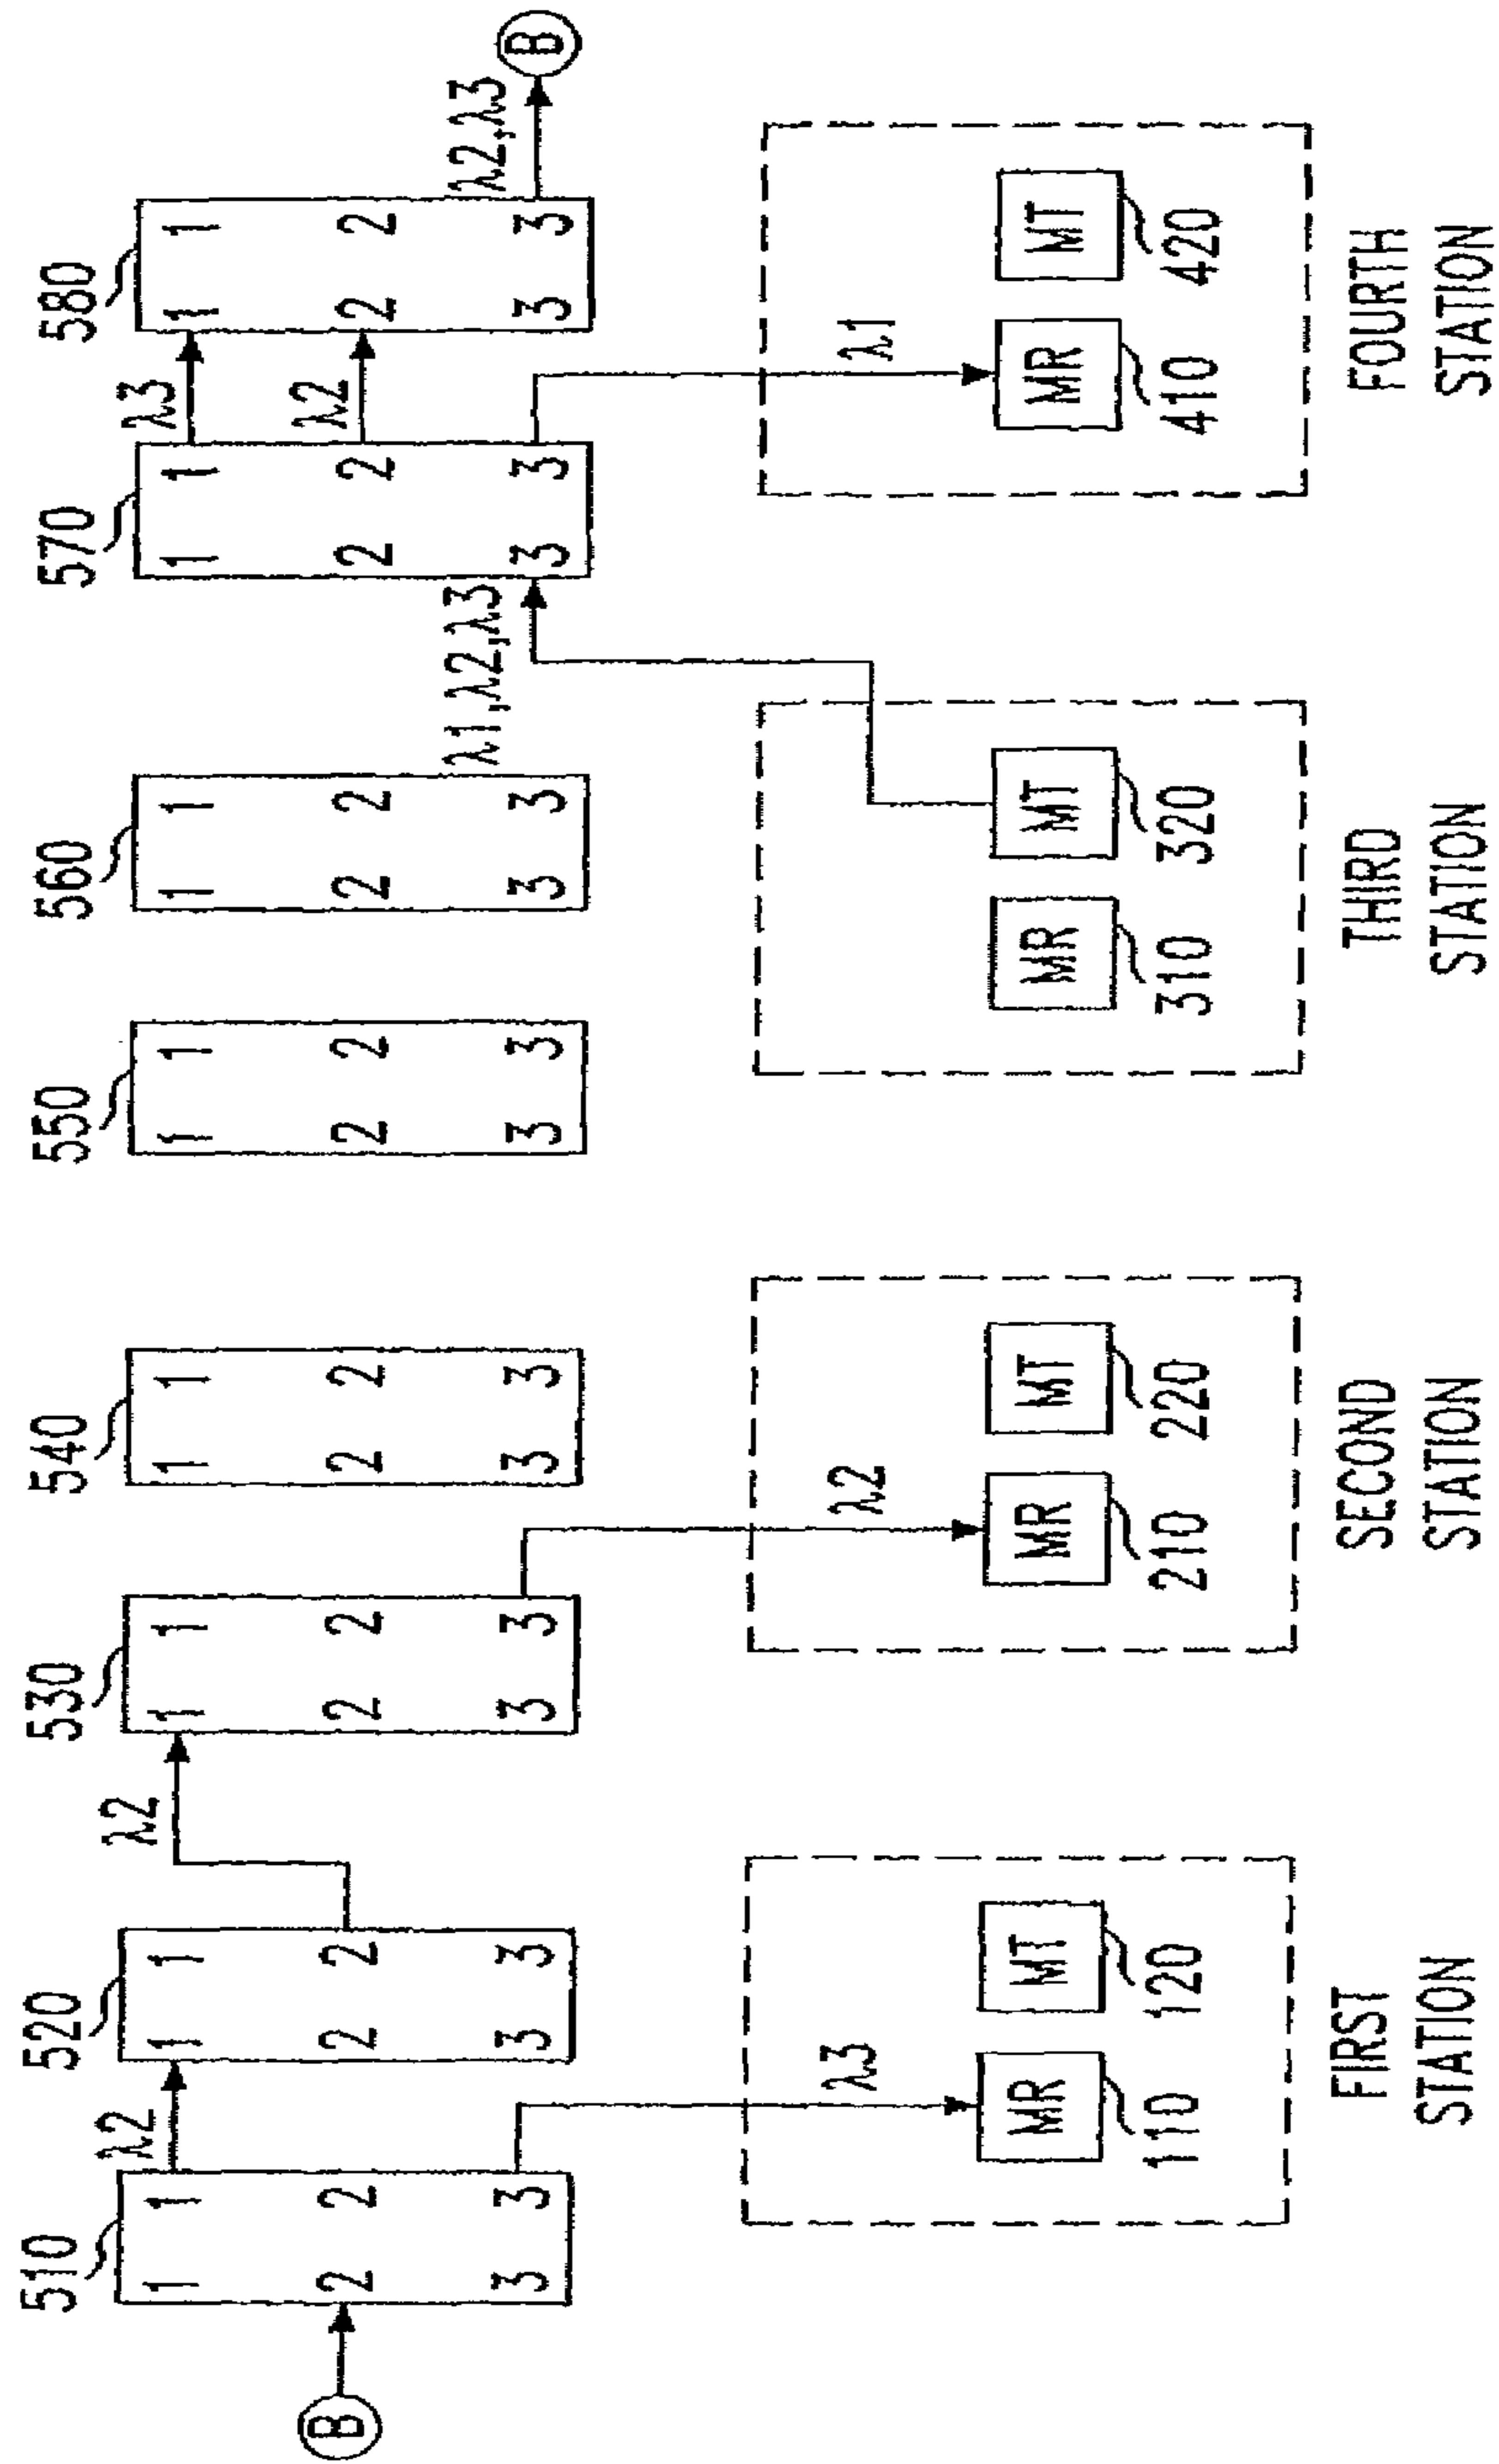 510 520 530 540 550 560 570 580
λ2 λ2 λ3
1 1 1 1 1 1 1 1 1 1 1 1 1 1 1 1
λ2
B 2 2 2 2 2 2 2 2 2 2 2 2 2 2 2 2
λ1,λ2,λ3 λ2,λ3
3 3 3 3 3 3 3 3 3 3 3 3 3 3 3 3 B
λ3 λ2 λ1
MR MT MR MT MR MT MR MT
110 120 210 220 310 320 410 420
FIRST SECOND THIRD FOURTH
STATION STATION STATION STATION